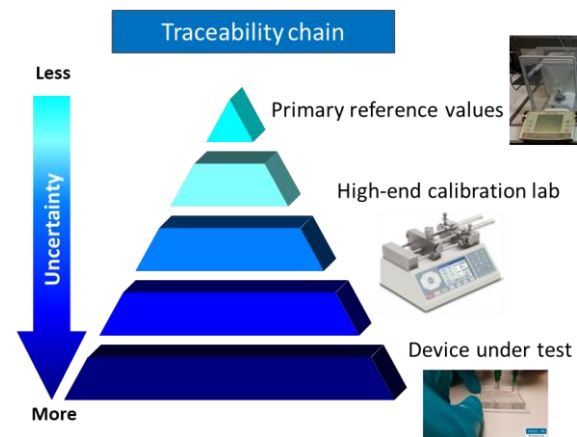 Traceability chain
Less
Primary reference values
High-end calibration lab
Uncertainty
Device under test
More